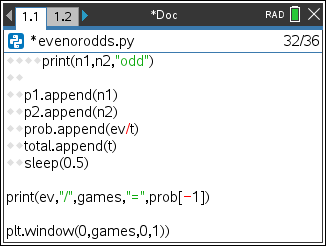 1.1 1.2 *Doc RAD
*evenorodds.py 32/36
print(n1,n2,"odd")
p1.append(n1)
p2.append(n2)
prob.append(ev/t)
total.append(t)
sleep(0.5)
print(ev,"/",games,"=",prob[-1])
plt.window(0,games,0,1))